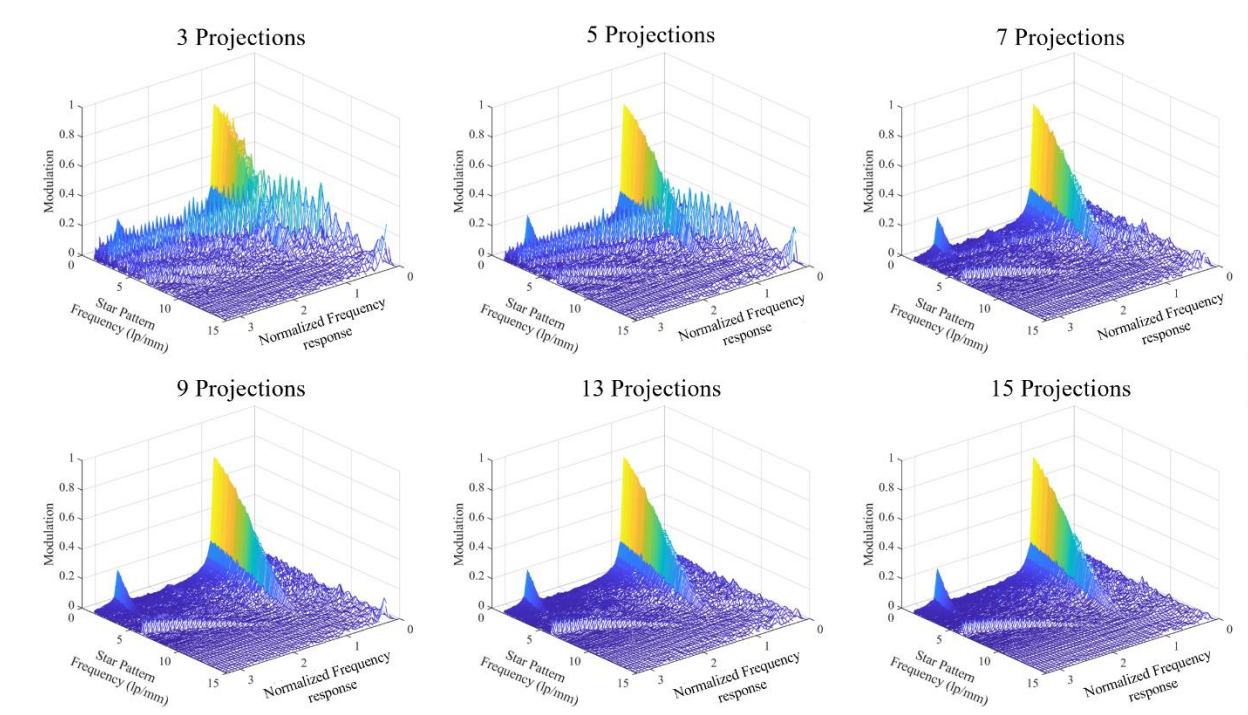 3 Projections
1
0.8
0.6
0.4
0.2
0
Modulation
0
5
10
15
Star Pattern
Frequency (lp/mm)
3
2
1
0
Normalized Frequency
response
5 Projections
1
0.8
0.6
0.4
0.2
0
Modulation
0
5
10
15
Star Pattern
Frequency (lp/mm)
3
2
1
0
Normalized Frequency
response
7 Projections
1
0.8
0.6
0.4
0.2
0
Modulation
0
5
10
15
Star Pattern
Frequency (lp/mm)
3
2
1
0
Normalized Frequency
response
9 Projections
1
0.8
0.6
0.4
0.2
0
Modulation
0
5
10
15
Star Pattern
Frequency (lp/mm)
3
2
1
0
Normalized Frequency
response
13 Projections
1
0.8
0.6
0.4
0.2
0
Modulation
0
5
10
15
Star Pattern
Frequency (lp/mm)
3
2
1
0
Normalized Frequency
response
15 Projections
1
0.8
0.6
0.4
0.2
0
Modulation
0
5
10
15
Star Pattern
Frequency (lp/mm)
3
2
1
0
Normalized Frequency
response